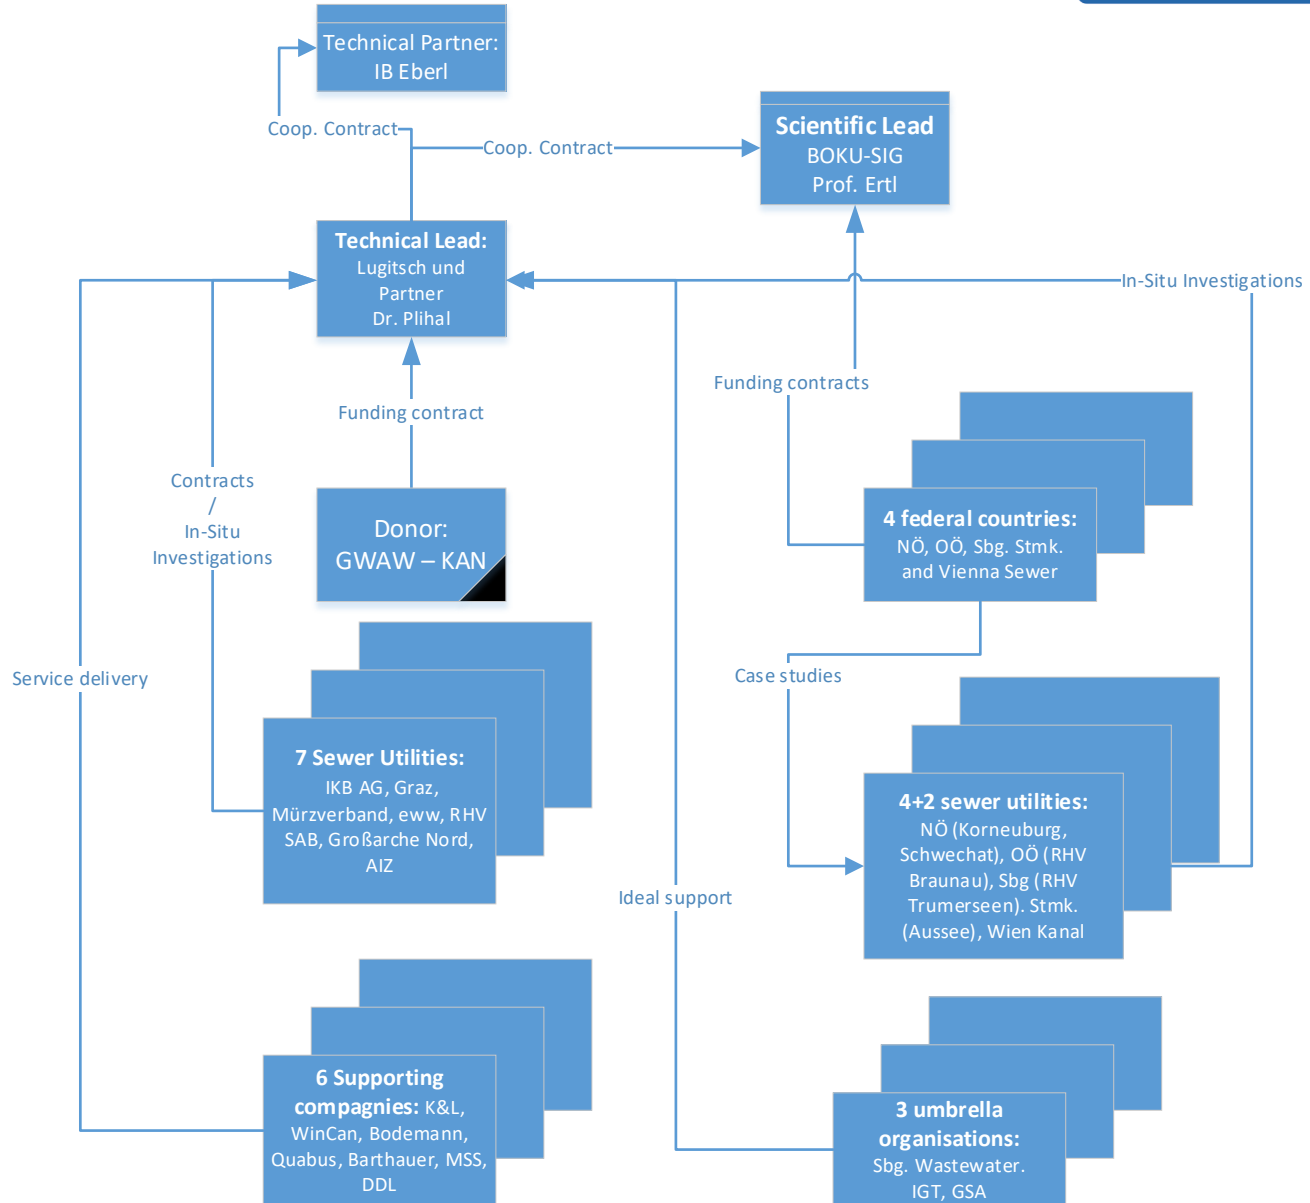 Technical Partner:
IB Eberl
Coop. Contract
Coop. Contract
Scientific Lead
BOKU-SIG
Prof. Ertl
Technical Lead:
Lugitsch und
Partner
Dr. Plihal
In-Situ Investigations
Funding contract
Funding contracts
Contracts
/
In-Situ
Investigations
Donor:
GWAW – KAN
4 federal countries:
NÖ, OÖ, Sbg. Stmk.
and Vienna Sewer
Service delivery
Case studies
7 Sewer Utilities:
IKB AG, Graz,
Mürzverband, eww, RHV
SAB, Großarche Nord,
AIZ
4+2 sewer utilities:
NÖ (Korneuburg,
Schwechat), OÖ (RHV
Braunau), Sbg (RHV
Trumerseen). Stmk.
(Aussee), Wien Kanal
Ideal support
6 Supporting
compagnies: K&L,
WinCan, Bodemann,
Quabus, Barthauer, MSS,
DDL
3 umbrella
organisations:
Sbg. Wastewater.
IGT, GSA